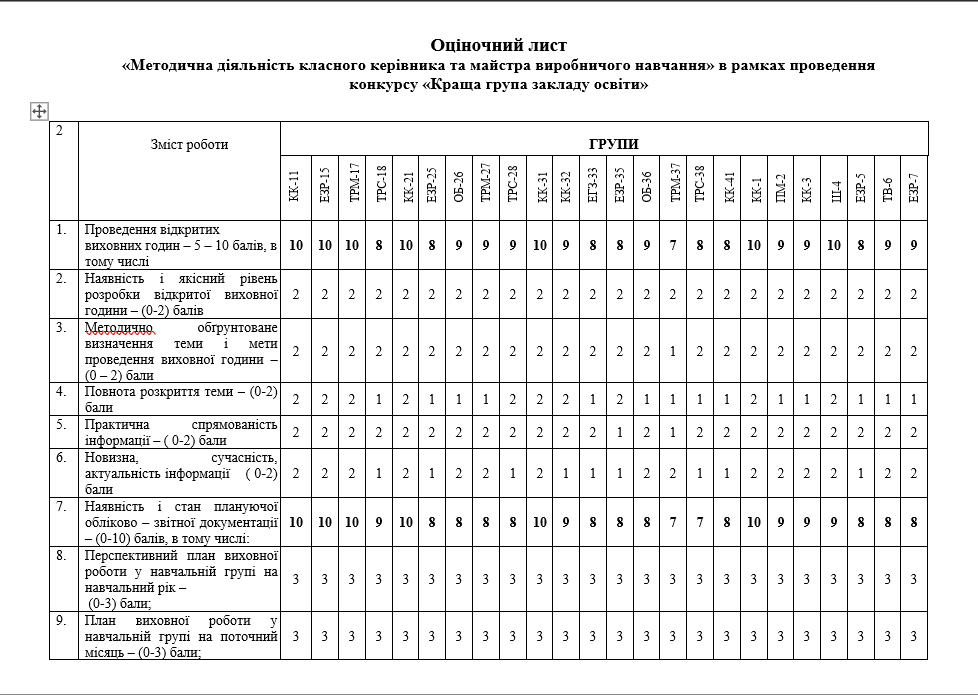 Оціночний лист
«Методична діяльність класного керівника та майстра виробничого навчання» в рамках проведення
конкурсу «Краща група закладу освіти»
2 Зміст роботи ГРУПИ
КК-11 ЕЗР-15 ТРМ-17 ТРС-18 КК-21 ЕЗР-25 ОБ-26 ТРМ-27 ТРС-28 КК-31 КК-32 ЕГЗ-33 ЕЗР-35 ОБ-36 ТРМ-37 ТРС-38 КК-41 КК-1 ПМ-2 КК-3 Ш-4 ЕЗР-5 ТВ-6 ЕЗР-7
1. Проведення відкритих
виховних годин – 5 – 10 балів, в 10 10 10 8 10 8 9 9 9 10 9 8 8 9 7 8 8 10 9 9 10 8 9 9
тому числі
2. Наявність і якісний рівень
розробки відкритої виховної 2 2 2 2 2 2 2 2 2 2 2 2 2 2 2 2 2 2 2 2 2 2 2 2
години – (0-2) балів
3. Методично обґрунтоване
визначення теми і мети
проведення виховної години – 2 2 2 2 2 2 2 2 2 2 2 2 2 2 1 2 2 2 2 2 2 2 2 2
(0 – 2) бали
4. Повнота розкриття теми – (0-2) 2 2 2 1 2 1 1 1 2 2 2 1 2 1 1 1 1 2 1 1 2 1 1 1
бали
5. Практична спрямованість 2 2 2 2 2 2 2 2 2 2 2 2 1 2 1 2 2 2 2 2 2 2 2 2
інформації – ( 0-2) бали
6. Новизна, сучасність,
актуальність інформації ( 0-2) 2 2 2 1 2 1 2 2 1 2 1 1 1 2 2 1 1 2 2 2 2 1 2 2
бали
7. Наявність і стан плануючої
обліково – звітної документації 10 10 10 9 10 8 8 8 8 10 9 8 8 8 7 7 8 10 9 9 9 8 8 8
– (0-10) балів, в тому числі:
8. Перспективний план виховної
роботи у навчальній групі на
навчальний рік – 3 3 3 3 3 3 3 3 3 3 3 3 3 3 3 3 3 3 3 3 3 3 3 3
(0-3) бали;
9. План виховної роботи у
навчальній групі на поточний 3 3 3 3 3 3 3 3 3 3 3 3 3 3 3 3 3 3 3 3 3 3 3 3
місяць – (0-3) бали;